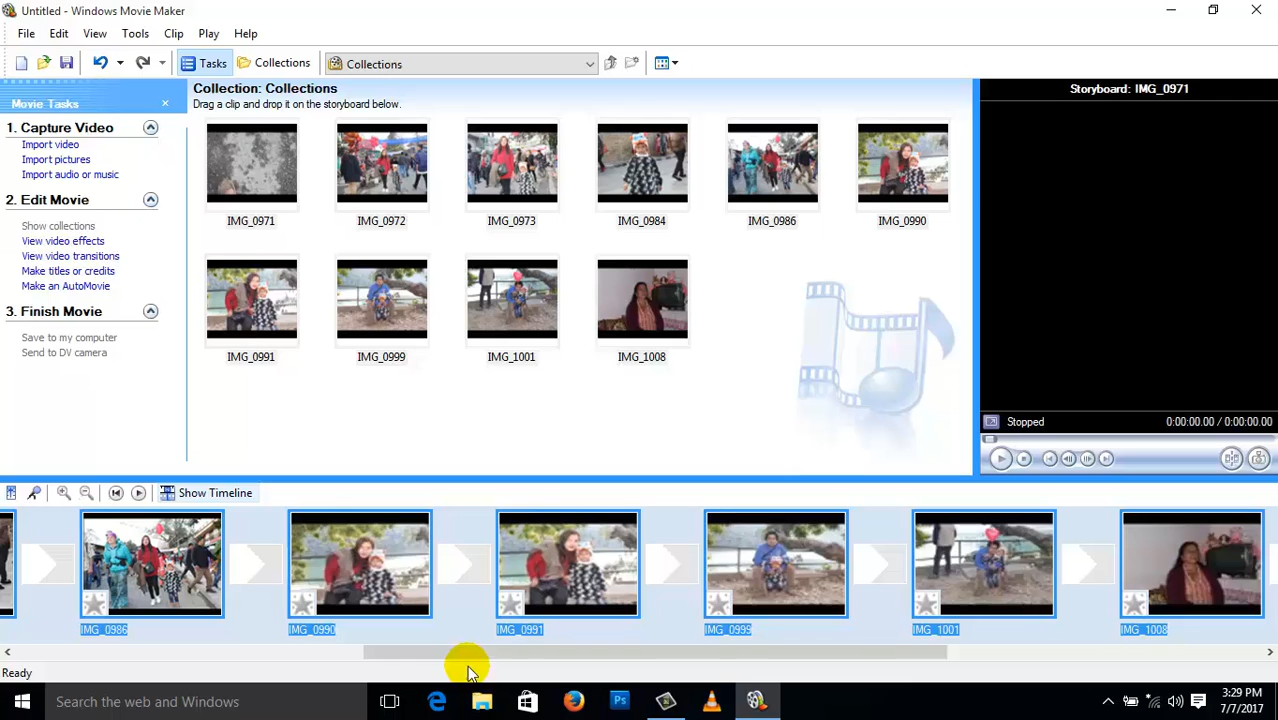 Untitled - Windows Movie Maker
File Edit View Tools Clip Play Help
Tasks Collections Collections
Movie Tasks
1. Capture Video
Import video
Import pictures
Import audio or music
2. Edit Movie
Show collections
View video effects
View video transitions
Make titles or credits
Make an AutoMovie
3. Finish Movie
Save to my computer
Send to DV camera
Collection: Collections
Drag a clip and drop it on the storyboard below.
IMG_0971 IMG_0972 IMG_0973 IMG_0984 IMG_0986 IMG_0990
IMG_0991 IMG_0999 IMG_1001 IMG_1008
Storyboard: IMG_0971
Stopped 0:00:00.00 / 0:00:00.00
Show Timeline
IMG_0986 IMG_0990 IMG_0991 IMG_0999 IMG_1001 IMG_1008
Ready
Search the web and Windows
Ps
3:29 PM
7/7/2017